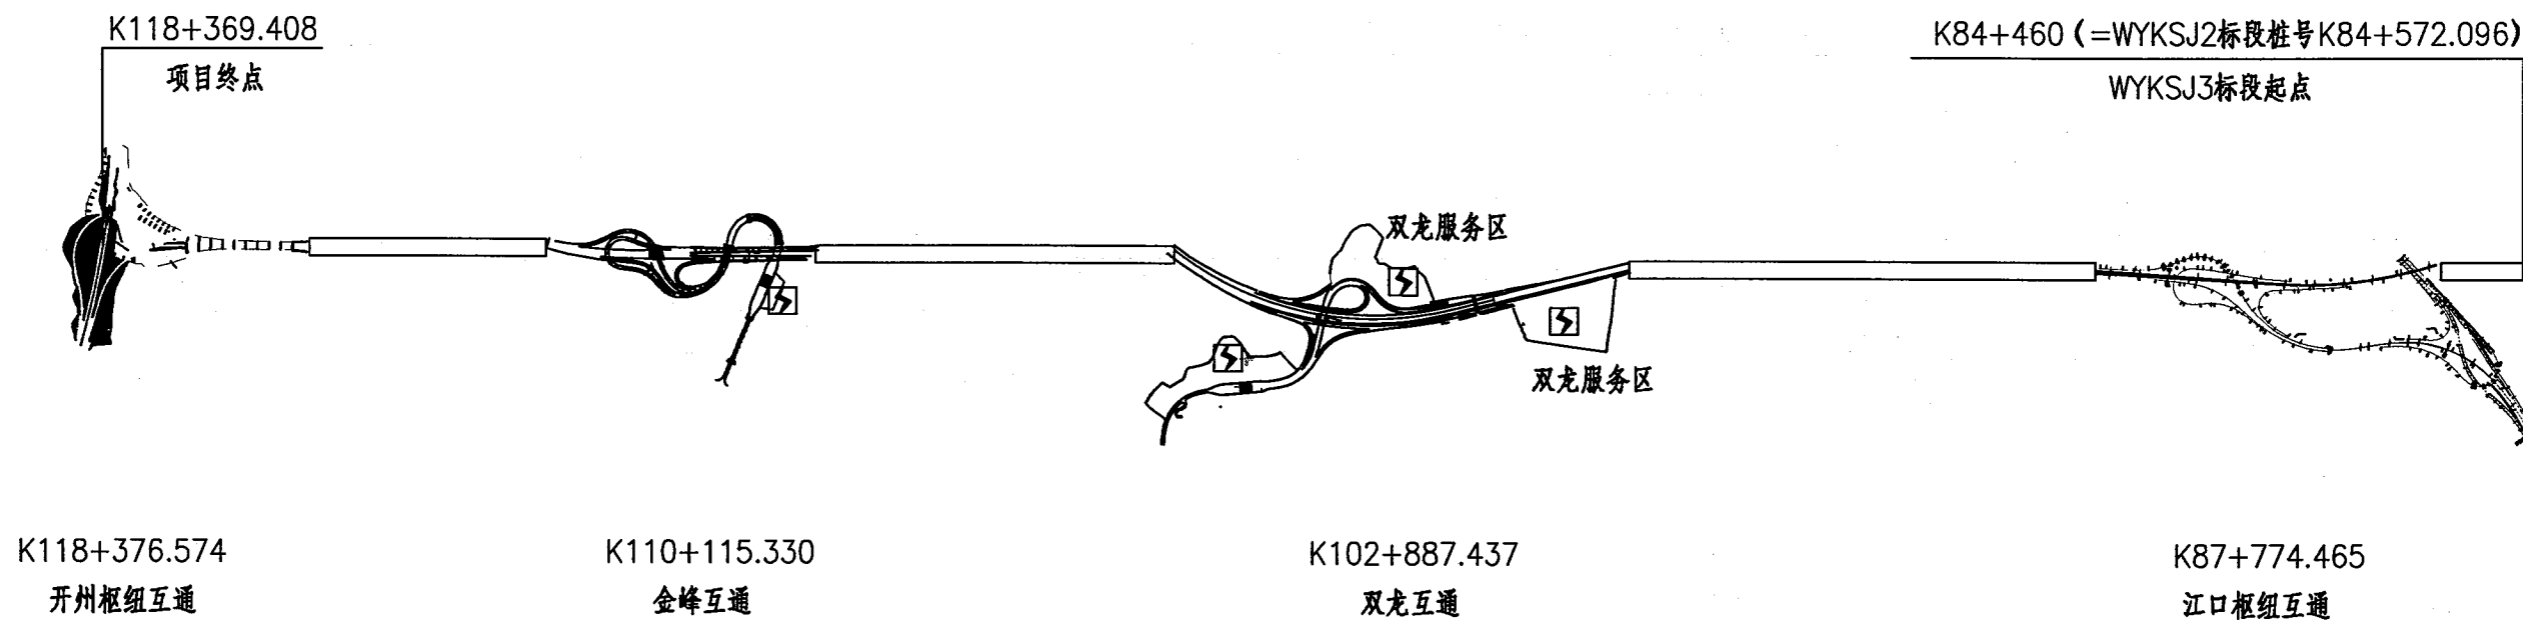 K118+369.408
项目终点
K84+460(=WYKSJ2标段桩号K84+572.096)
WYKSJ3标段起点
双龙服务区
双龙服务区
K118+376.574
开州枢纽互通
K110+115.330
金峰互通
K102+887.437
双龙互通
K87+774.465
江口枢纽互通